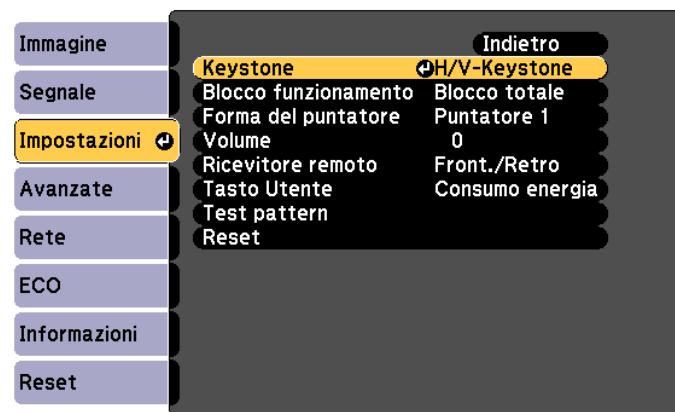 Immagine
Segnale
Impostazioni
Avanzate
Rete
ECO
Informazioni
Reset
Indietro
Keystone H/V-Keystone
Blocco funzionamento Blocco totale
Forma del puntatore Puntatore 1
Volume 0
Ricevitore remoto Front./Retro
Tasto Utente Consumo energia
Test pattern
Reset